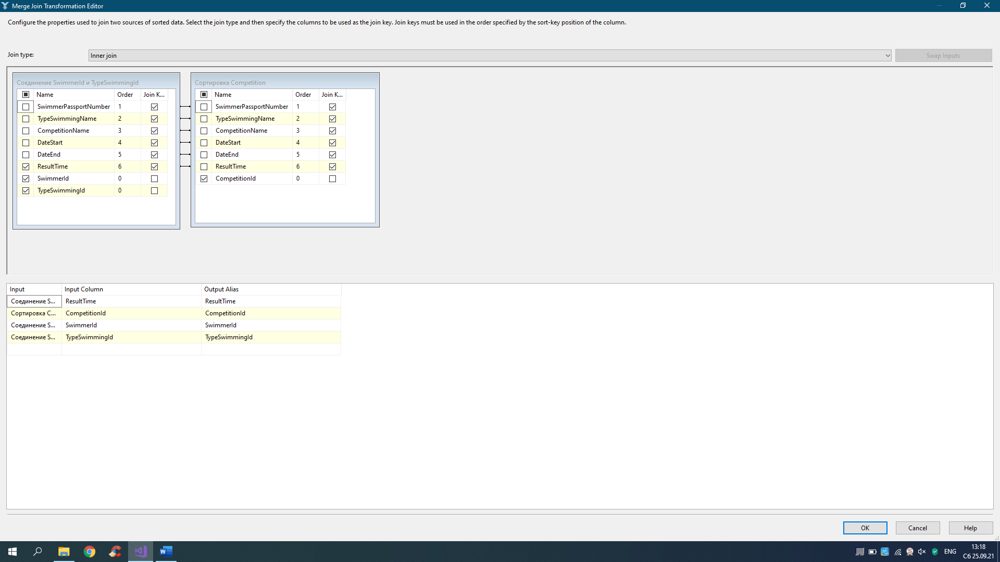 Merge Join Transformation Editor
Configure the properties used to join two sources of sorted data. Select the join type and then specify the columns to be used as the join key. Join keys must be used in the order specified by the sort-key position of the column.
Join type: Inner join Swap Inputs
Соединение SwimmerId и TypeSwimmingId
Name Order Join K...
SwimmerPassportNumber 1
TypeSwimmingName 2
CompetitionName 3
DateStart 4
DateEnd 5
ResultTime 6
SwimmerId 0
TypeSwimmingId 0
Сортировка Competition
Name Order Join K...
SwimmerPassportNumber 1
TypeSwimmingName 2
CompetitionName 3
DateStart 4
DateEnd 5
ResultTime 6
CompetitionId 0
Input Input Column Output Alias
Соединение S... ResultTime ResultTime
Сортировка C... CompetitionId CompetitionId
Соединение S... SwimmerId SwimmerId
Соединение S... TypeSwimmingId TypeSwimmingId
OK Cancel Help
ENG
13:18
Сб 25.09.21